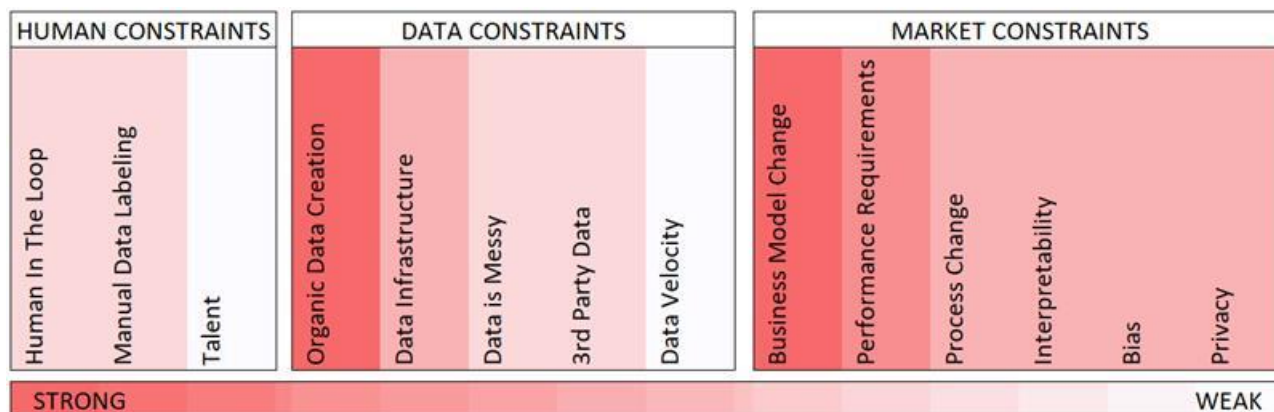 HUMAN CONSTRAINTS
Human In The Loop
Manual Data Labeling
Talent
DATA CONSTRAINTS
Organic Data Creation
Data Infrastructure
Data is Messy
3rd Party Data
Data Velocity
MARKET CONSTRAINTS
Business Model Change
Performance Requirements
Process Change
Interpretability
Bias
Privacy
STRONG
WEAK